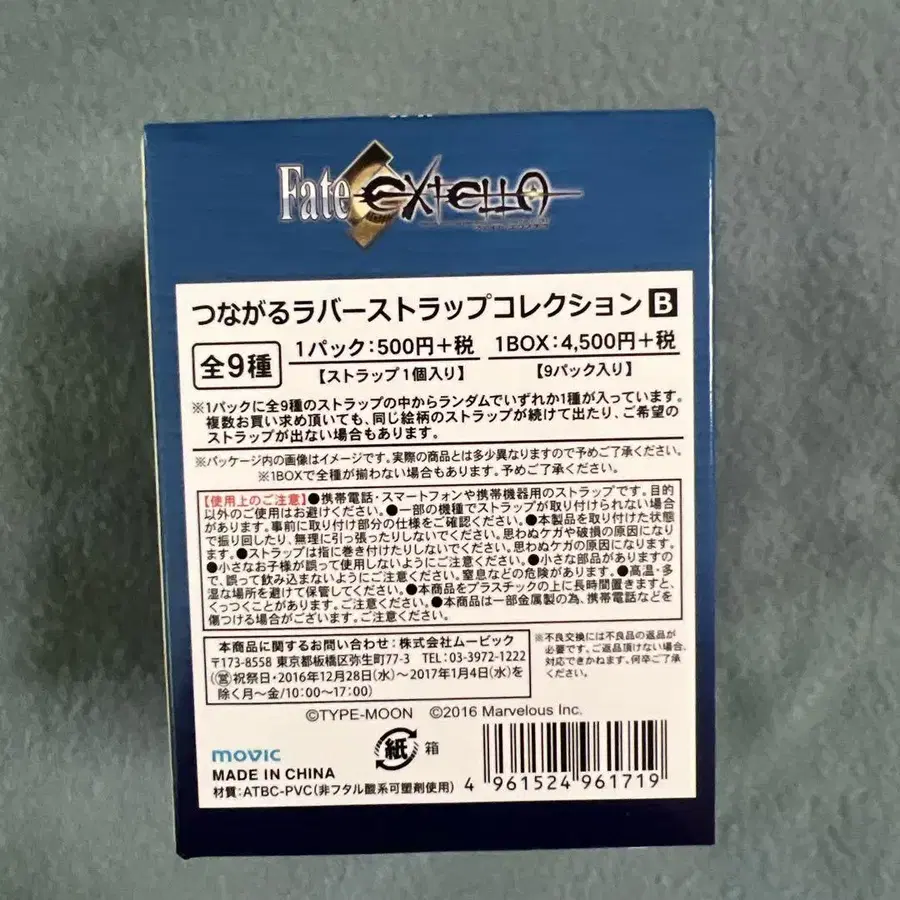 Fate EXTELLA
つながるラバーストラップコレクション B
全9種
1パック:500円+税
【ストラップ1個入り】
1BOX:4,500円+税
【9パック入り】
※1パックに全9種のストラップの中からランダムでいずれか1種が入っています。
複数お買い求め頂いても、同じ絵柄のストラップが続けて出たり、ご希望の
ストラップが出ない場合もあります。
※パッケージ内の画像はイメージです。実際の商品とは多少異なりますので予めご了承ください。
※1BOXで全種が揃わない場合もあります。予めご了承ください。
【使用上のご注意】●携帯電話・スマートフォンや携帯機器用のストラップです。目的
以外のご使用はお避けください。●一部の機種でストラップが取り付けられない場合
があります。事前に取り付け部分の仕様をご確認ください。●本製品を取り付けた状態
で振り回したり、無理に引っ張ったりしないでください。思わぬケガや破損の原因になり
ます。●ストラップは指に巻き付けたりしないでください。思わぬケガの原因になります。
●小さなお子様が誤って使用しないようにご注意ください。●小さな部品がありますの
で、誤って飲み込まないようにご注意ください。窒息などの危険があります。●高温・多
湿な場所を避けて保管してください。●本商品をプラスチックの上に長時間置きますと、
くっつくことがあります。ご注意ください。●本商品は一部金属製の為、携帯電話などを
傷つける場合がございます。ご注意ください。
本商品に関するお問い合わせ:株式会社ムービック
〒173-8558 東京都板橋区弥生町77-3 TEL:03-3972-1222
(営祝祭日・2016年12月28日(水)〜2017年1月4日(水)を
除く月〜金/10:00〜17:00)
※不良交換には不良品の返品が
必要です。ご返品頂けない場合、
対応できかねます。何卒ご了承
ください。
©TYPE-MOON ©2016 Marvelous Inc.
movic
MADE IN CHINA
材質:ATBC-PVC(非フタル酸系可塑剤使用)
紙 箱
4 961524 961719